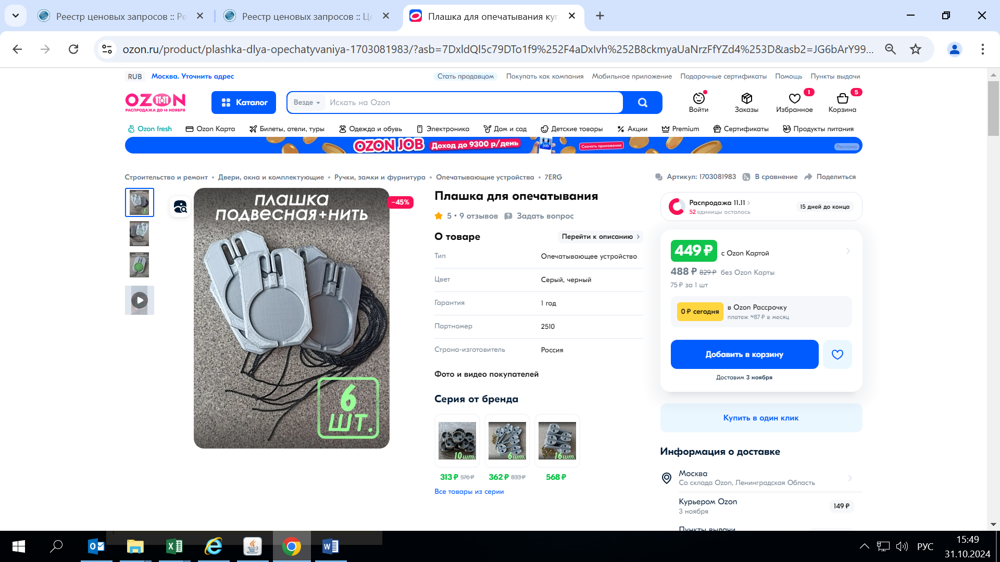 Реестр ценовых запросов :: Ре
Реестр ценовых запросов :: Це
Плашка для опечатывания куп
ozon.ru/product/plashka-dlya-opechatyvaniya-1703081983/?asb=7DxldQl5c79DTo1f9%252F4aDxIvh%252B8ckmyaUaNrzFfYZd4%253D&asb2=JG6bArY99...
RUB
Москва. Уточнить адрес
Стать продавцом
Покупать как компания
Мобильное приложение
Подарочные сертификаты
Помощь
Пункты выдачи
OZON
11.11
РАСПРОДАЖА ДО 14 НОЯБРЯ
Каталог
Везде
Искать на Ozon
1
5
Войти
Заказы
Избранное
Корзина
Ozon fresh
Ozon Карта
Билеты, отели, туры
Одежда и обувь
Электроника
Дом и сад
Детские товары
Акции
Premium
Сертификаты
Продукты питания
OZON JOB
Доход до 9300 р/день
job
Скачать приложение
Реклама
Строительство и ремонт • Двери, окна и комплектующие • Ручки, замки и фурнитура • Опечатывающие устройства • 7ERG
Артикул: 1703081983
В сравнение
Поделиться
ПЛАШКА
ПОДВЕСНАЯ+НИТЬ
6
ШТ.
–45%
Плашка для опечатывания
5 • 9 отзывов
Задать вопрос
О товаре
Перейти к описанию
Тип
Опечатывающее устройство
Цвет
Серый, черный
Гарантия
1 год
Партномер
2510
Страна-изготовитель
Россия
Фото и видео покупателей
Серия от бренда
10шт.
6шт.
16шт.
313 ₽ 576 ₽
362 ₽ 833 ₽
568 ₽
Все товары из серии
Распродажа 11.11
52 единицы осталось
15 дней до конца
449 ₽ с Ozon Картой
488 ₽ 829 ₽ без Ozon Карты
75 ₽ за 1 шт
0 ₽ сегодня
в Ozon Рассрочку
платеж ≈87 ₽ в месяц
Добавить в корзину
Доставим 3 ноября
Купить в один клик
Информация о доставке
Москва
Со склада Ozon, Ленинградская Область
Курьером Ozon
3 ноября
149 ₽
Пункты выдачи
РУС
15:49
31.10.2024